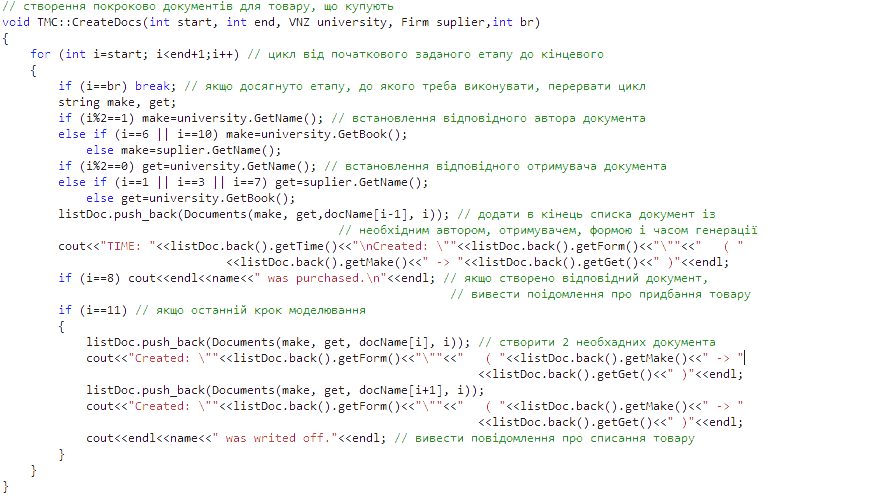 // створення покроково документів для товару, що купують
void TMC::CreateDocs(int start, int end, VNZ university, Firm suplier,int br)
{
    for (int i=start; i<end+1;i++) // цикл від початкового заданого етапу до кінцевого
    {
        if (i==br) break; // якщо досягнуто етапу, до якого треба виконувати, перервати цикл
        string make, get;
        if (i%2==1) make=university.GetName(); // встановлення відповідного автора документа
        else if (i==6 || i==10) make=university.GetBook();
            else make=suplier.GetName();
        if (i%2==0) get=university.GetName(); // встановлення відповідного отримувача документа
        else if (i==1 || i==3 || i==7) get=suplier.GetName();
            else get=university.GetBook();
        listDoc.push_back(Documents(make, get,docName[i-1], i)); // додати в кінець списка документ із
                                                // необхідним автором, отримувачем, формою і часом генерації
        cout<<"TIME: "<<listDoc.back().getTime()<<"\nCreated: \""<<listDoc.back().getForm()<<"\""<<"   ( "
                                <<listDoc.back().getMake()<<" -> "<<listDoc.back().getGet()<<" )"<<endl;
        if (i==8) cout<<endl<<name<<" was purchased.\n"<<endl; // якщо створено відповідний документ,
                                                                // вивести поідомлення про придбання товару
        if (i==11) // якщо останній крок моделювання
        {
            listDoc.push_back(Documents(make, get, docName[i], i)); // створити 2 необхадних документа
            cout<<"Created: \""<<listDoc.back().getForm()<<"\""<<"   ( "<<listDoc.back().getMake()<<" -> "
                                                                    <<listDoc.back().getGet()<<" )"<<endl;
            listDoc.push_back(Documents(make, get, docName[i+1], i));
            cout<<"Created: \""<<listDoc.back().getForm()<<"\""<<"   ( "<<listDoc.back().getMake()<<" -> "
                                                                    <<listDoc.back().getGet()<<" )"<<endl;
            cout<<endl<<name<<" was writed off."<<endl; // вивести повідомлення про списання товару
        }
    }
}